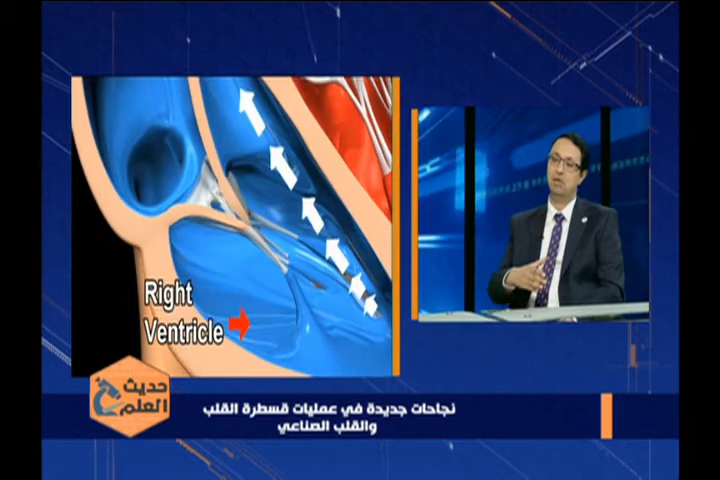 Right
Ventricle
حديث
العلم
نجاحات جديدة في عمليات قسطرة القلب
والقلب الصناعي